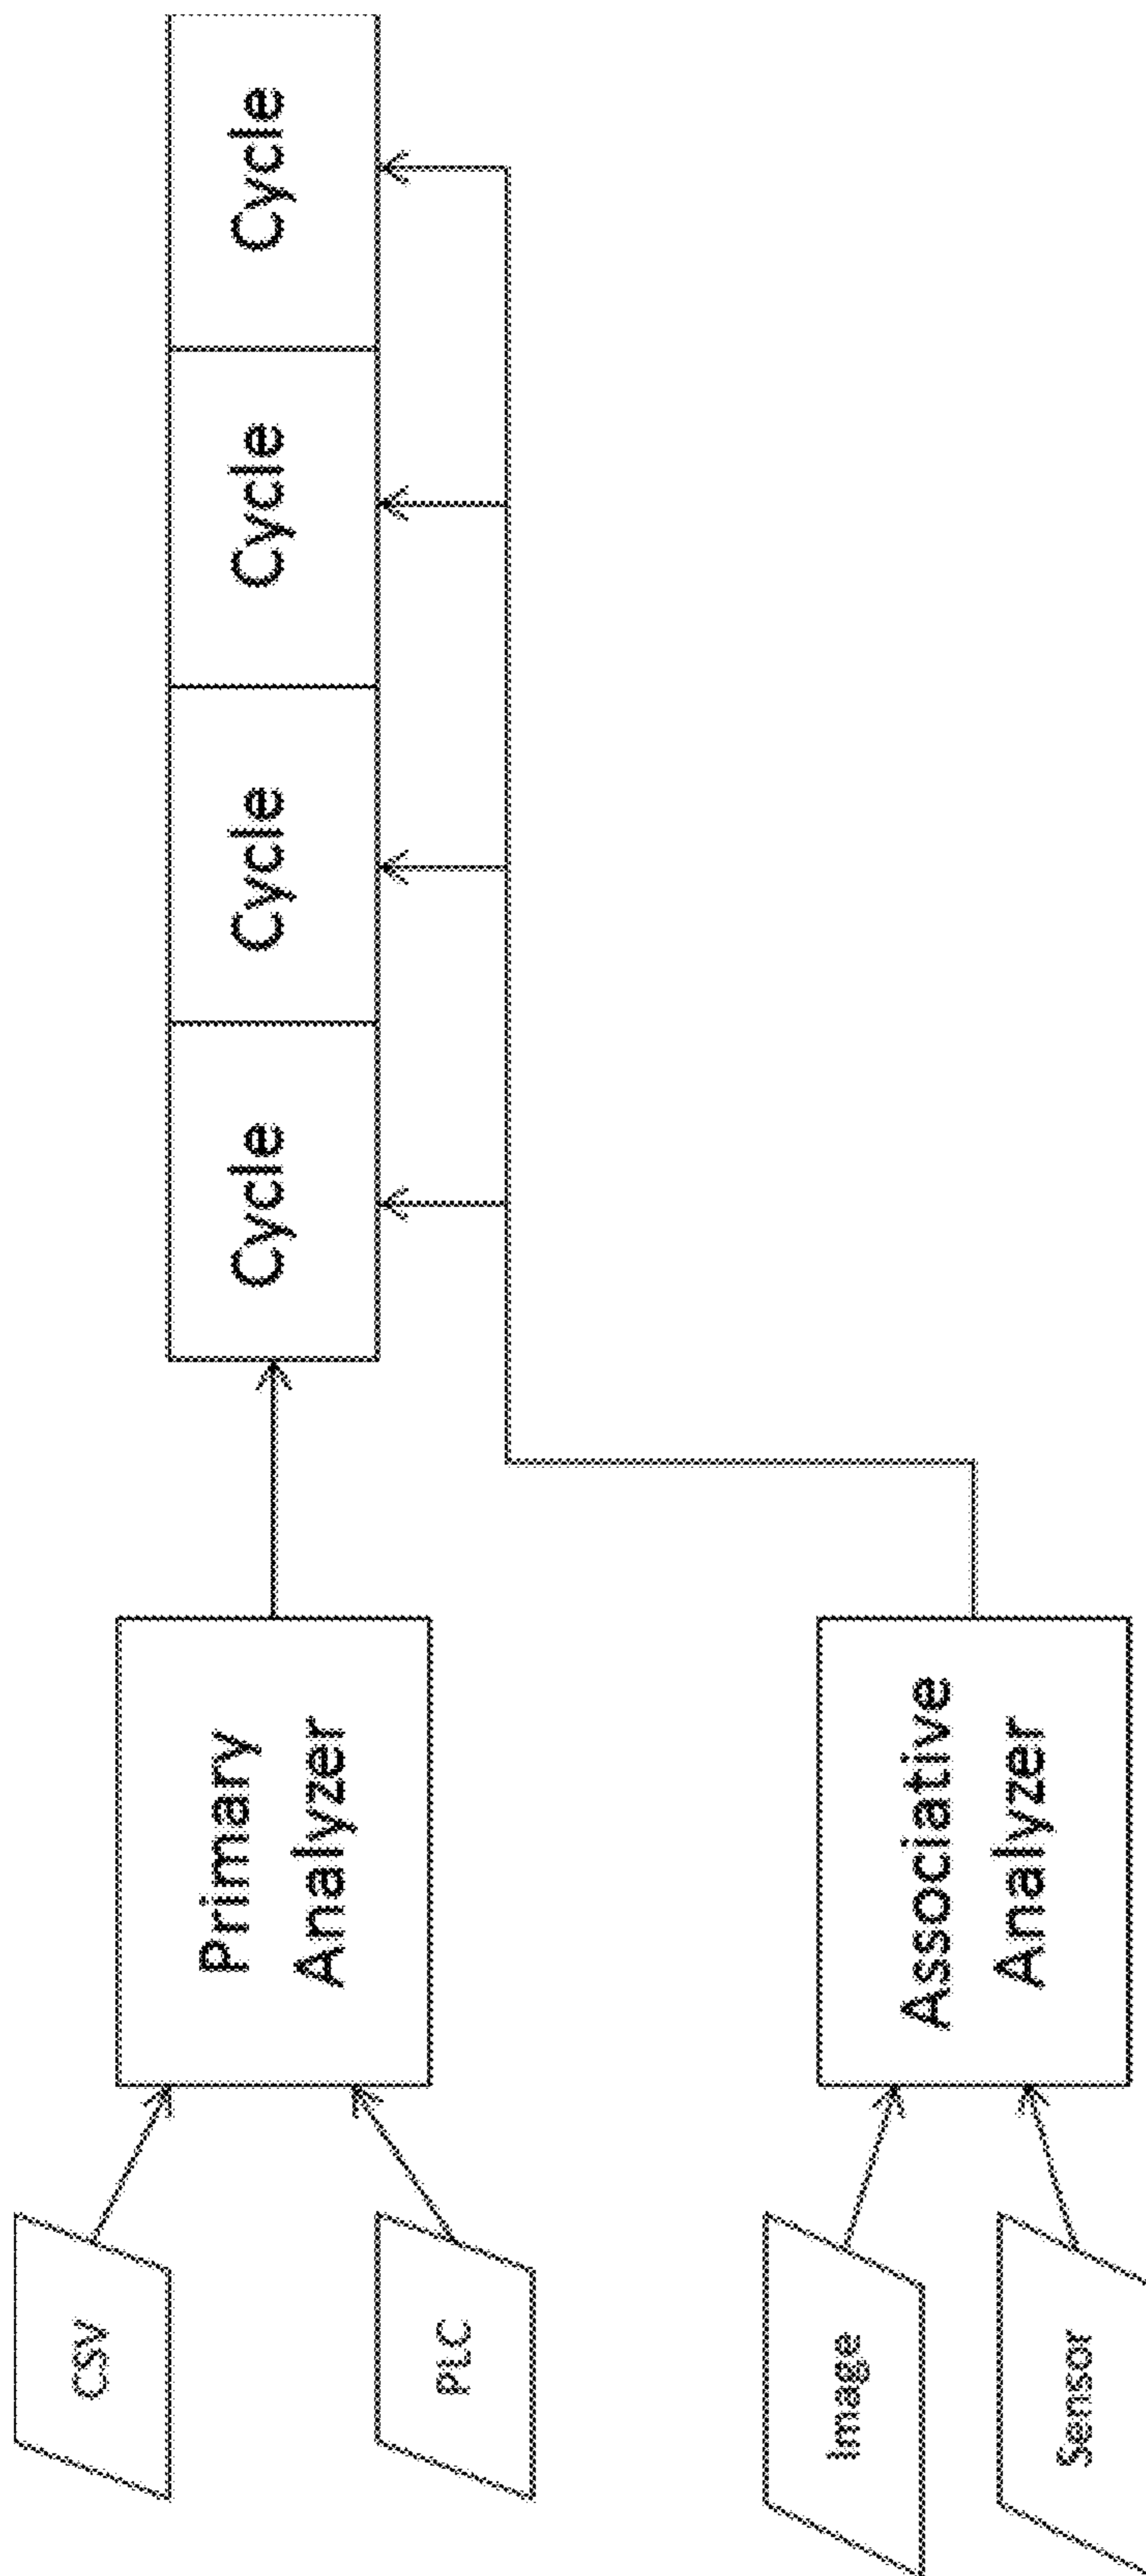 CSV
PLC
Primary
Analyzer
Cycle
Cycle
Cycle
Cycle
Image
Sensor
Associative
Analyzer